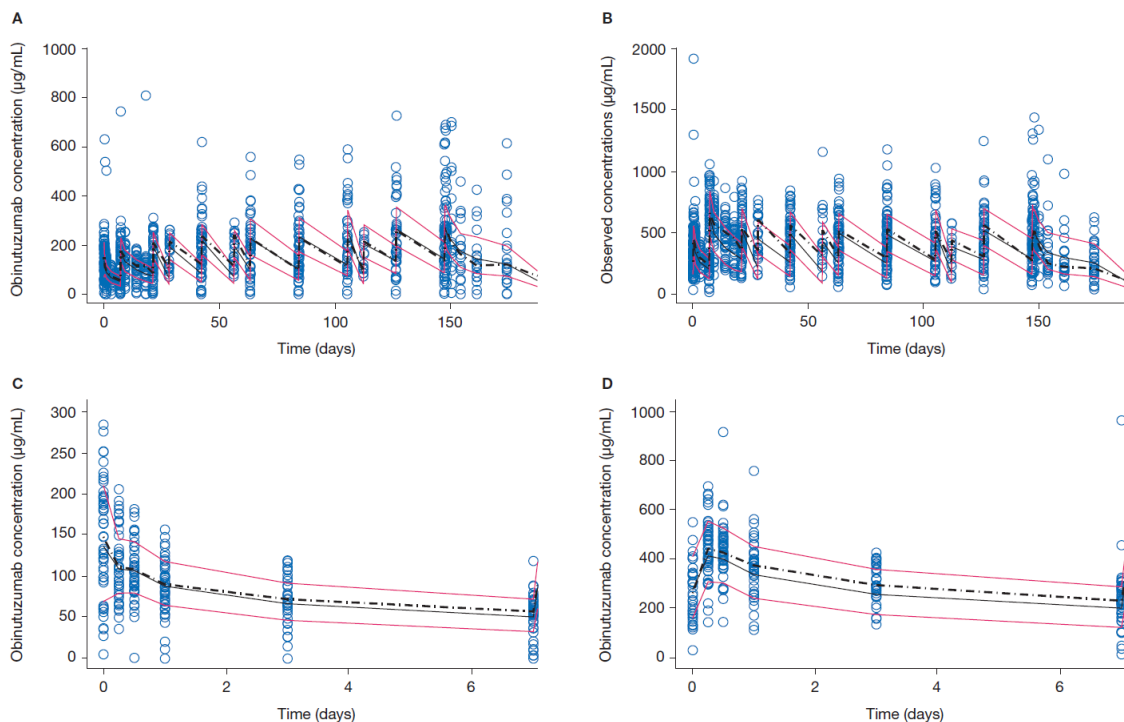 A
Obinutuzumab concentration (µg/mL)
1000
800
600
400
200
0
0 50 100 150
Time (days)
B
Observed concentrations (µg/mL)
2000
1500
1000
500
0
0 50 100 150
Time (days)
C
Obinutuzumab concentration (µg/mL)
300
250
200
150
100
50
0
0 2 4 6
Time (days)
D
Obinutuzumab concentration (µg/mL)
1000
800
600
400
200
0
0 2 4 6
Time (days)